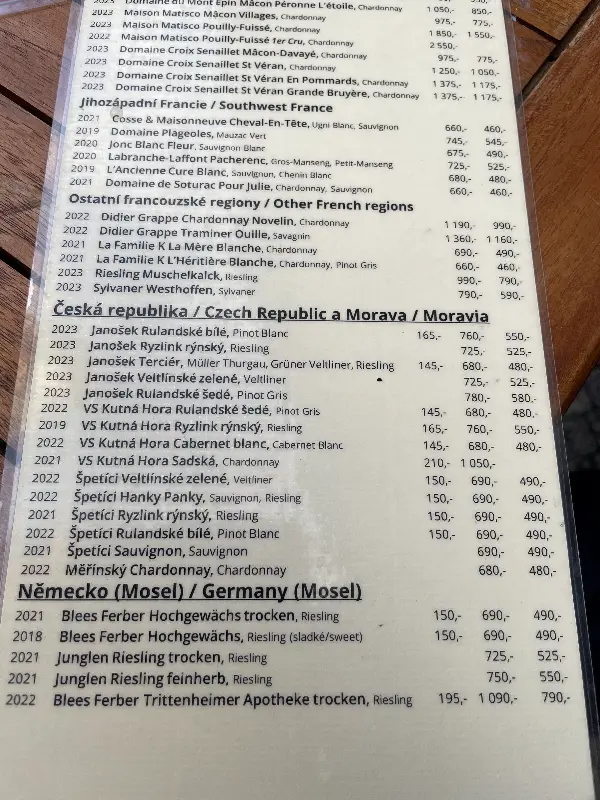 2023 Domaine du Mont Epin Mâcon Péronne L'étoile, Chardonnay
2023 Maison Matisco Mâcon Villages, Chardonnay 1 050,- 850,-
2023 Maison Matisco Pouilly-Fuissé, Chardonnay 975,- 775,-
2022 Maison Matisco Pouilly-Fuissé 1er Cru, Chardonnay 1 850,- 1 550,-
2023 Domaine Croix Senaillet Mâcon-Davayé, Chardonnay 2 550,-
2023 Domaine Croix Senaillet St Véran, Chardonnay 975,- 775,-
2023 Domaine Croix Senaillet St Véran En Pommards, Chardonnay 1 250,- 1 050,-
2023 Domaine Croix Senaillet St Véran Grande Bruyère, Chardonnay 1 375,- 1 175,-
1 375,- 1 175,-
Jihozápadní Francie / Southwest France
2021 Cosse & Maisonneuve Cheval-En-Tête, Ugni Blanc, Sauvignon 660,- 460,-
2019 Domaine Plageoles, Mauzac Vert 745,- 545,-
2020 Jonc Blanc Fleur, Sauvignon Blanc 675,- 490,-
2020 Labranche-Laffont Pacherenc, Gros-Manseng, Petit-Manseng 725,- 525,-
2019 L'Ancienne Cure Blanc, Sauvignon, Chenin Blanc 680,- 480,-
2021 Domaine de Soturac Pour Julie, Chardonnay, Sauvignon 660,- 460,-
Ostatní francouzské regiony / Other French regions
2022 Didier Grappe Chardonnay Novelin, Chardonnay 1 190,- 990,-
2022 Didier Grappe Traminer Ouille, Savagnin 1 360,- 1 160,-
2021 La Familie K La Mère Blanche, Chardonnay 690,- 490,-
2021 La Familie K L'Héritière Blanche, Chardonnay, Pinot Gris 660,- 460,-
2023 Riesling Muschelkalck, Riesling 990,- 790,-
2023 Sylvaner Westhoffen, Sylvaner 790,- 590,-
Česká republika / Czech Republic a Morava / Moravia
2023 Janošek Rulandské bílé, Pinot Blanc 165,- 760,- 550,-
2023 Janošek Ryzlink rýnský, Riesling 725,- 525,-
2023 Janošek Terciér, Müller Thurgau, Grüner Veltliner, Riesling 145,- 680,- 480,-
2023 Janošek Veltlínské zelené, Veltliner 725,- 525,-
2023 Janošek Rulandské šedé, Pinot Gris 780,- 580,-
2022 VS Kutná Hora Rulandské šedé, Pinot Gris 145,- 680,- 480,-
2019 VS Kutná Hora Ryzlink rýnský, Riesling 165,- 760,- 550,-
2022 VS Kutná Hora Cabernet blanc, Cabernet Blanc 145,- 680,- 480,-
2021 VS Kutná Hora Sadská, Chardonnay 210,- 1 050,-
2022 Špetíci Veltlínské zelené, Veltliner 150,- 690,- 490,-
2022 Špetíci Hanky Panky, Sauvignon, Riesling 150,- 690,- 490,-
2021 Špetíci Ryzlink rýnský, Riesling 150,- 690,- 490,-
2022 Špetíci Rulandské bílé, Pinot Blanc 150,- 690,- 490,-
2021 Špetíci Sauvignon, Sauvignon 690,- 490,-
2022 Měřínský Chardonnay, Chardonnay 680,- 480,-
Německo (Mosel) / Germany (Mosel)
2021 Blees Ferber Hochgewächs trocken, Riesling 150,- 690,- 490,-
2018 Blees Ferber Hochgewächs, Riesling (sladké/sweet) 150,- 690,- 490,-
2021 Junglen Riesling trocken, Riesling 725,- 525,-
2021 Junglen Riesling feinherb, Riesling 750,- 550,-
2022 Blees Ferber Trittenheimer Apotheke trocken, Riesling 195,- 1 090,- 790,-